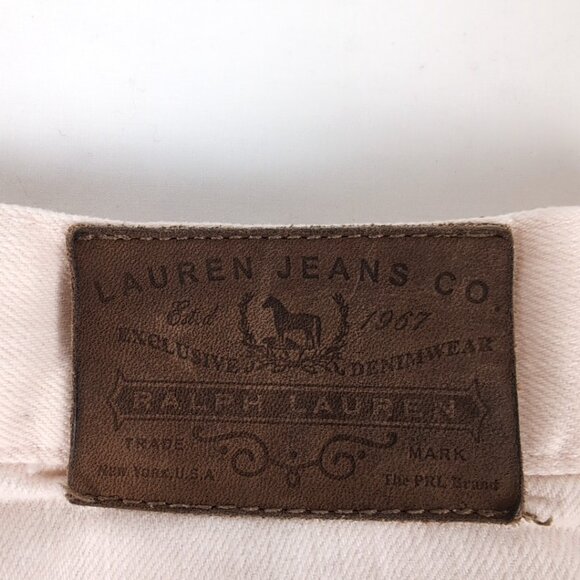 LAUREN JEANS CO.
Est.d 1967
EXCLUSIVE DENIMWEAR
RALPH LAUREN
TRADE MARK
New York, U.S.A The PRL Brand